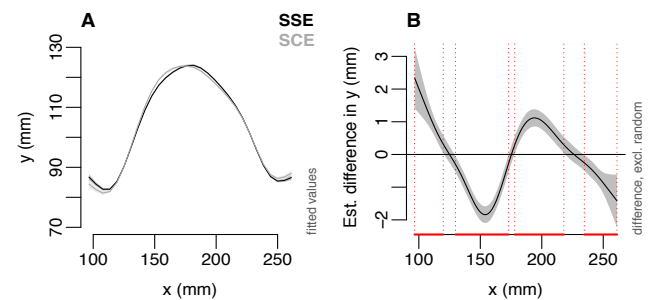 A
SSE
SCE
130
110
90
70
y (mm)
100
150
200
250
x (mm)
fitted values
B
3
2
1
0
-2
Est. difference in y (mm)
100
150
200
250
x (mm)
difference, excl. random